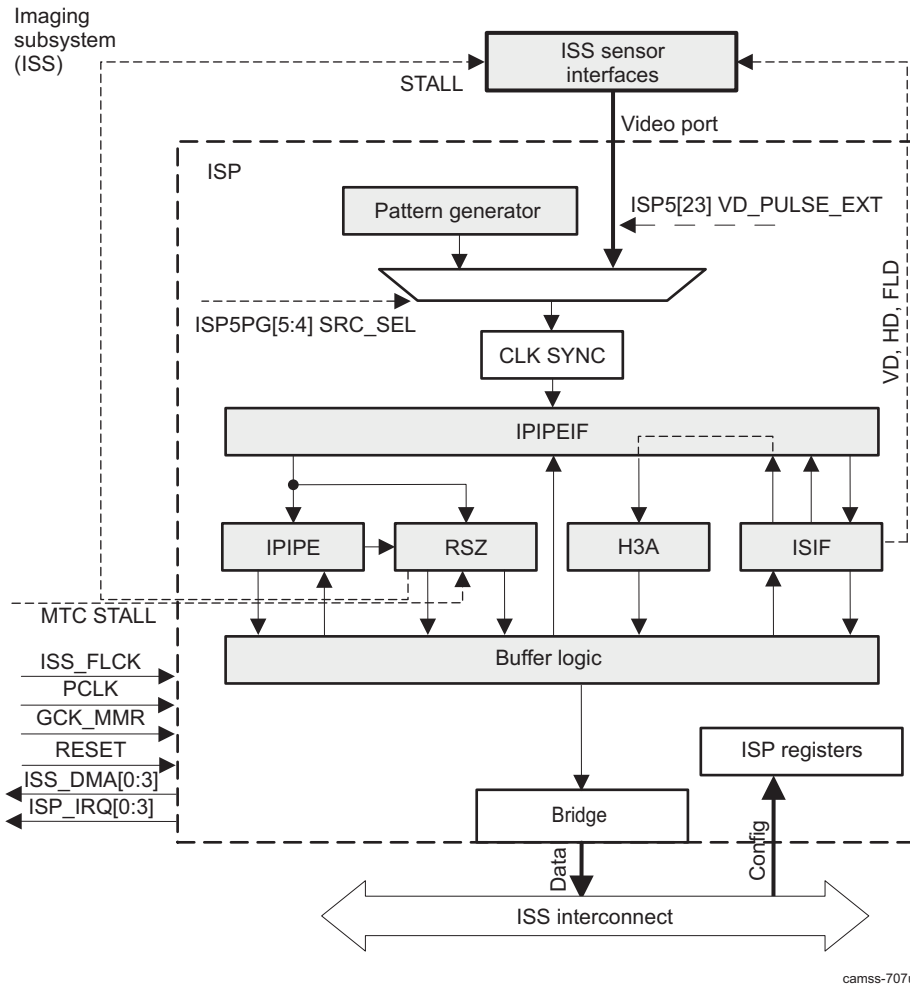 Imaging
subsystem
(ISS)
ISS sensor
interfaces
STALL
Video port
ISP
Pattern generator
ISP5[23] VD_PULSE_EXT
ISP5PG[5:4] SRC_SEL
CLK SYNC
VD, HD, FLD
IPIPEIF
IPIPE
RSZ
H3A
ISIF
MTC STALL
Buffer logic
ISS_FLCK
PCLK
GCK_MMR
RESET
ISS_DMA[0:3]
ISP_IRQ[0:3]
ISP registers
Bridge
Data
Config
ISS interconnect